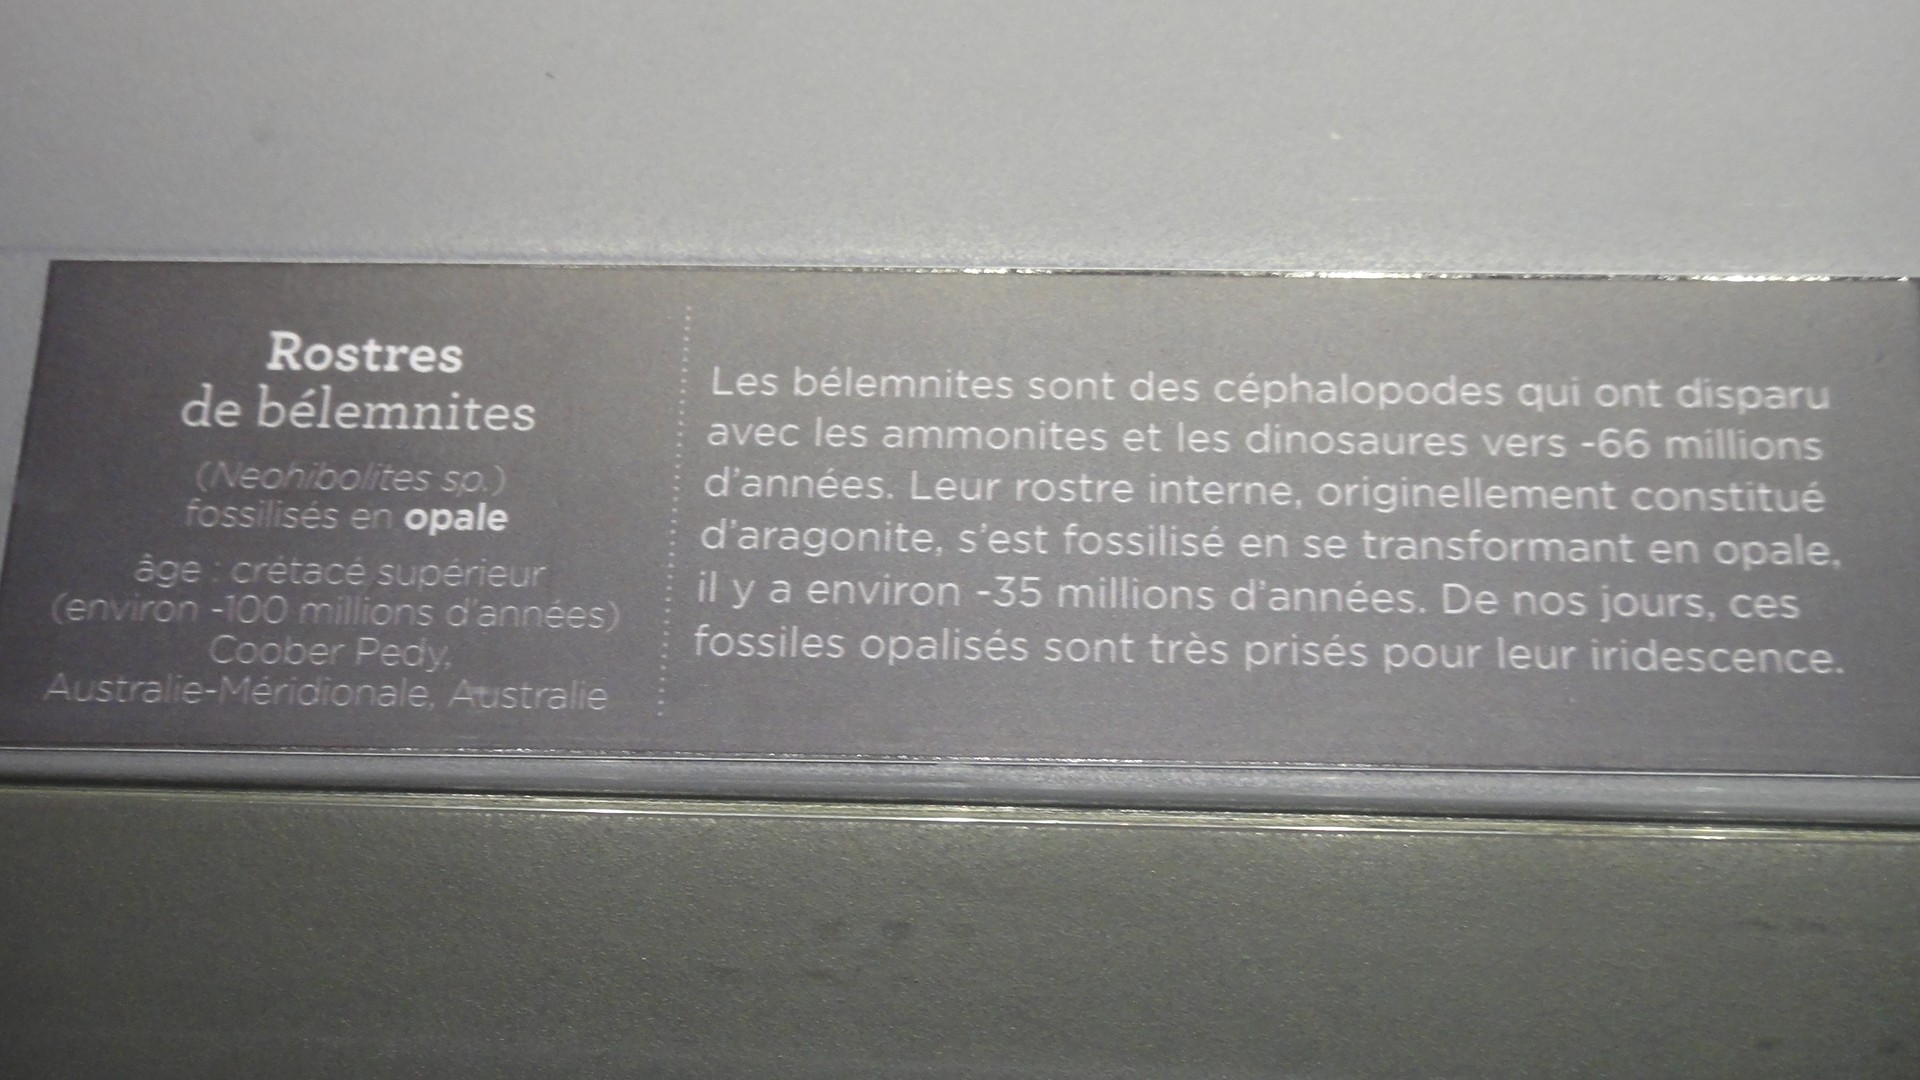 Rostres
de bélemnites
(Neohibolites sp.)
fossilisés en opale
âge : crétacé supérieur
(environ -100 millions d'années)
Coober Pedy,
Australie-Méridionale, Australie
Les bélemnites sont des céphalopodes qui ont disparu
avec les ammonites et les dinosaures vers -66 millions
d'années. Leur rostre interne, originellement constitué
d'aragonite, s'est fossilisé en se transformant en opale,
il y a environ -35 millions d'années. De nos jours, ces
fossiles opalisés sont très prisés pour leur iridescence.